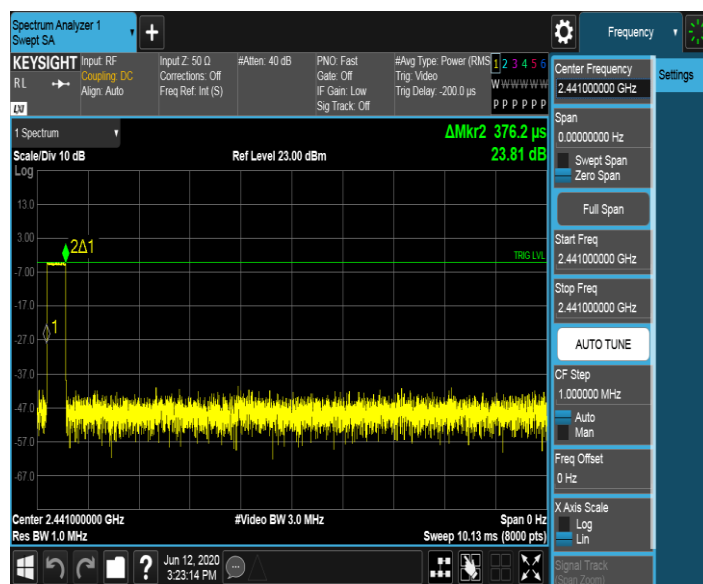 Spectrum Analyzer 1
Swept SA
+
Frequency
KEYSIGHT
Input: RF
Input Z: 50 Ω
#Atten: 40 dB
PNO: Fast
#Avg Type: Power (RMS
1 2 3 4 5 6
RL
Coupling: DC
Corrections: Off
Gate: Off
Trig: Video
W W W W W W
Align: Auto
Freq Ref: Int (S)
IF Gain: Low
Trig Delay: -200.0 µs
Sig Track: Off
P P P P P P
LXI
1 Spectrum
ΔMkr2 376.2 µs
Scale/Div 10 dB
Ref Level 23.00 dBm
23.81 dB
Log
13.0
3.00
-7.00
-17.0
-27.0
-37.0
-47.0
-57.0
-67.0
2Δ1
1
TRIG LVL
Center 2.441000000 GHz
#Video BW 3.0 MHz
Span 0 Hz
Res BW 1.0 MHz
Sweep 10.13 ms (8000 pts)
Center Frequency
2.441000000 GHz
Settings
Span
0.00000000 Hz
Swept Span
Zero Span
Full Span
Start Freq
2.441000000 GHz
Stop Freq
2.441000000 GHz
AUTO TUNE
CF Step
1.000000 MHz
Auto
Man
Freq Offset
0 Hz
X Axis Scale
Log
Lin
Signal Track
(Span Zoom)
?
Jun 12, 2020
3:23:14 PM